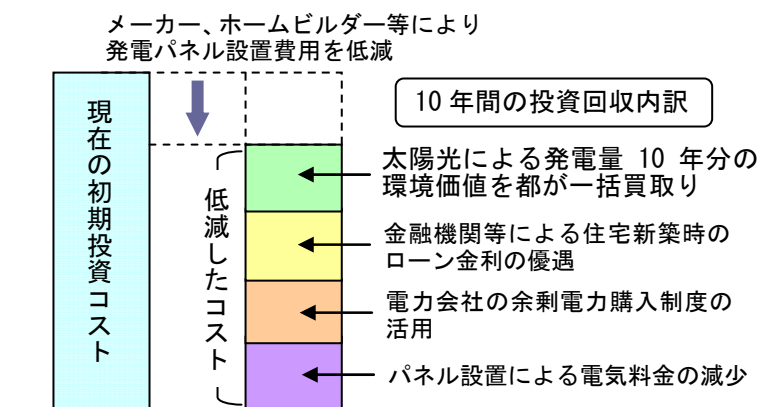 メーカー、ホームビルダー等により
発電パネル設置費用を低減
現在の初期投資コスト
低減したコスト
10年間の投資回収内訳
太陽光による発電量 10 年分の
環境価値を都が一括買取り
金融機関等による住宅新築時の
ローン金利の優遇
電力会社の余剰電力購入制度の
活用
パネル設置による電気料金の減少